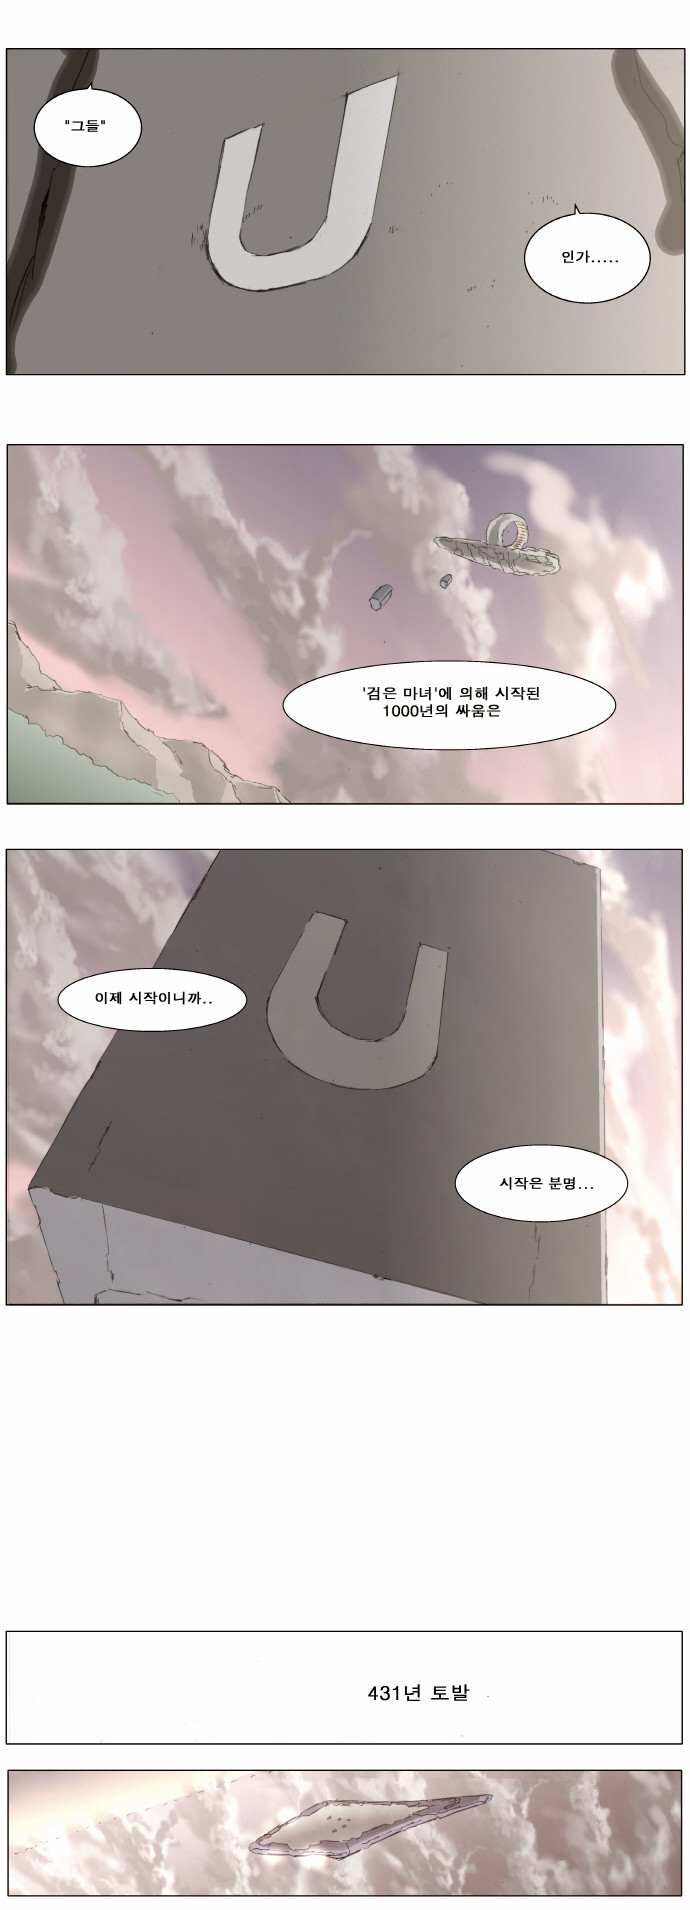 "그들"
인가.....
'검은 마녀'에 의해 시작된
1000년의 싸움은
이제 시작이니까..
시작은 분명...
431년 토발